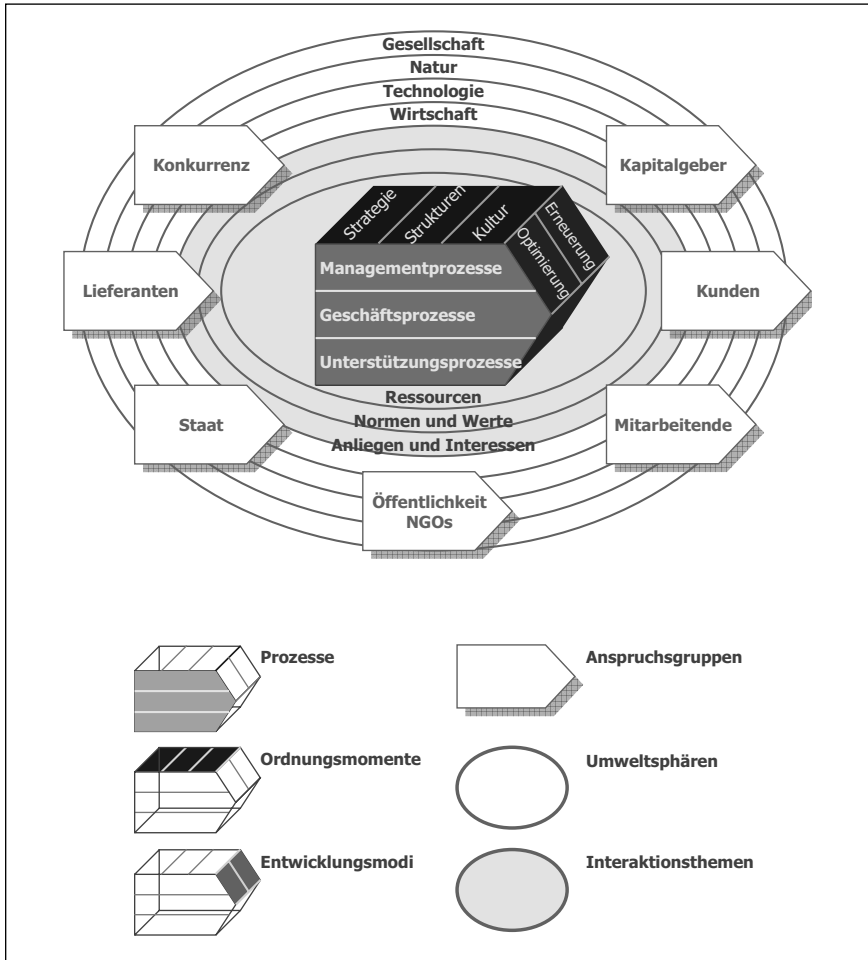 Gesellschaft
Natur
Technologie
Wirtschaft
Konkurrenz
Kapitalgeber
Strategie
Strukturen
Kultur
Erneuerung
Optimierung
Managementprozesse
Lieferanten
Kunden
Geschäftsprozesse
Unterstützungsprozesse
Ressourcen
Normen und Werte
Staat
Mitarbeitende
Anliegen und Interessen
Öffentlichkeit
NGOs
Prozesse
Anspruchsgruppen
Ordnungsmomente
Umweltsphären
Entwicklungsmodi
Interaktionsthemen